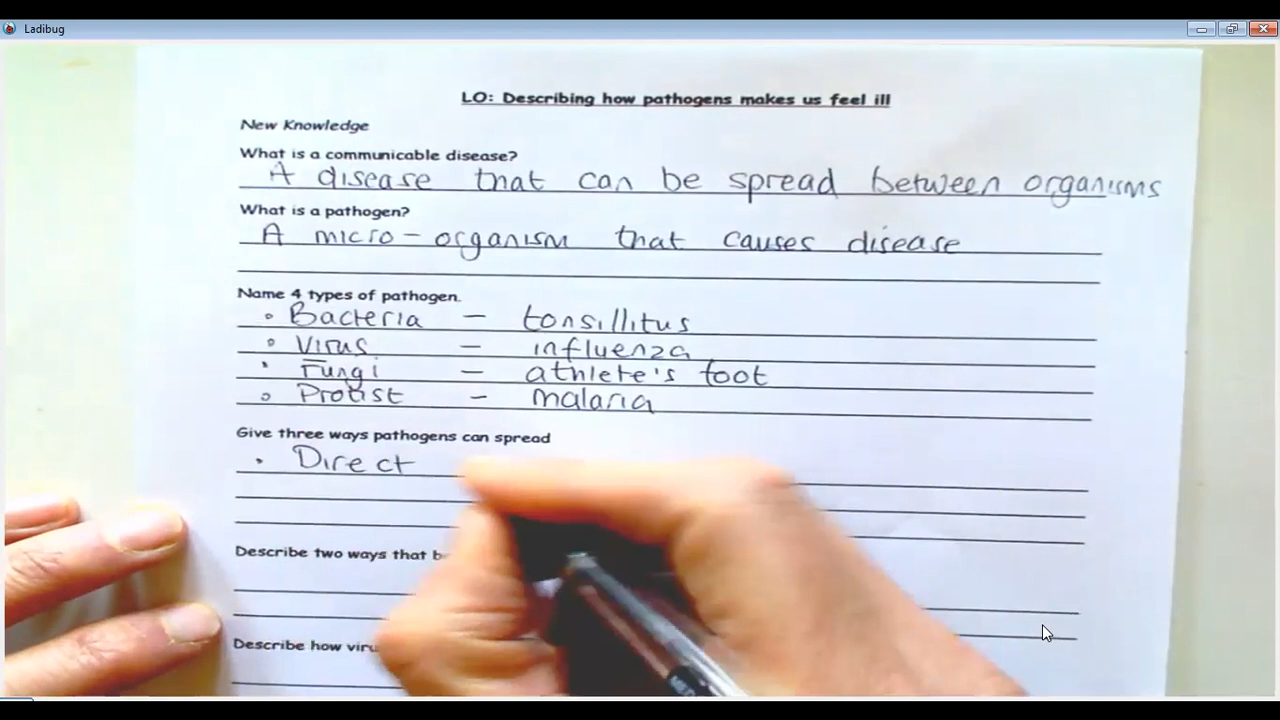 Ladibug
LO: Describing how pathogens makes us feel ill
New Knowledge
What is a communicable disease?
A disease that can be spread between organisms
What is a pathogen?
A micro-organism that causes disease
Name 4 types of pathogen.
• Bacteria - tonsillitus
• Virus - influenza
• Fungi - athlete's foot
• Protist - malaria
Give three ways pathogens can spread
• Direct
Describe two ways that
Describe how